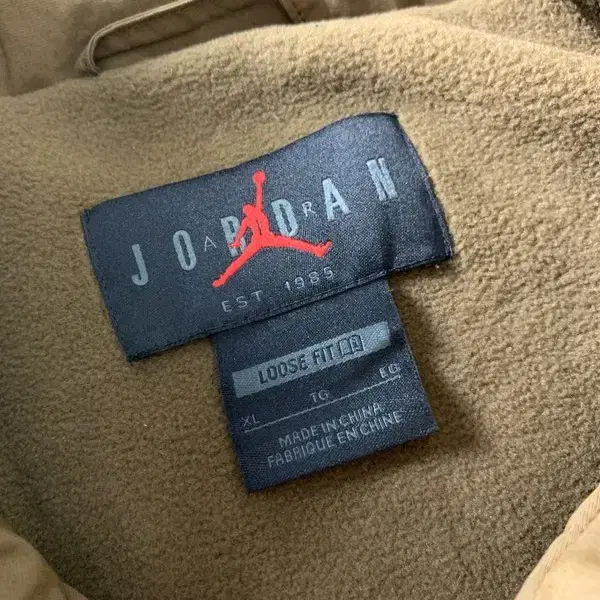 JORDAN
AIR
EST. 1985
LOOSE FIT
XL TG EG
MADE IN CHINA
FABRIQUE EN CHINE